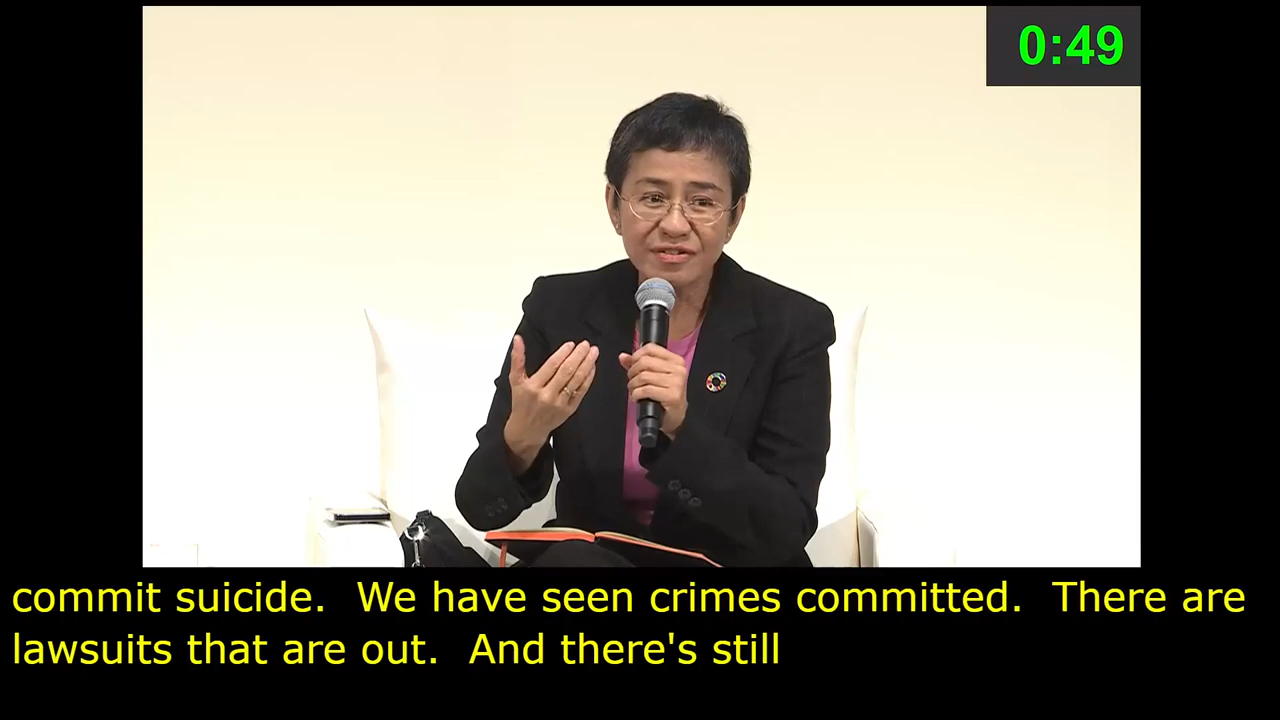 0:49
commit suicide.  We have seen crimes committed.  There are
lawsuits that are out.  And there's still